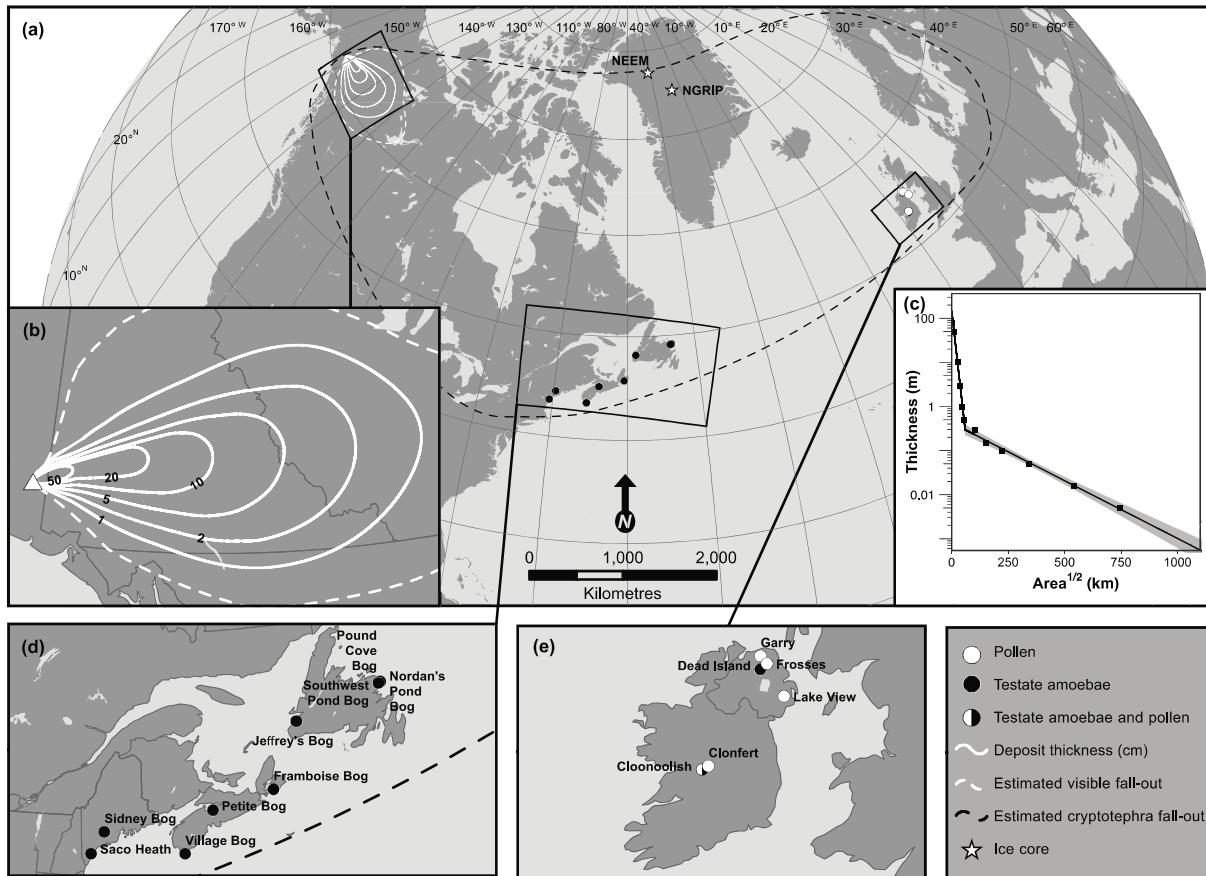 (a)
150° W
140° W
130° W
120° W
110° W
100° W
90° W
40° W
10° W
10° E
20° E
30° E
40° E
50° E
60° E
20°N
10°N
NEEM
NGRIP
N
0
1,000
2,000
Kilometres
(b)
50
20
10
5
2
1
(c)
Thickness (m)
100
1
0.01
0
250
500
750
1000
Area1/2 (km)
(d)
Pound
Cove
Bog
Nordan's
Pond
Bog
Southwest
Pond Bog
Jeffrey's Bog
Framboise Bog
Petite Bog
Sidney Bog
Saco Heath
Village Bog
(e)
Garry
Dead Island
Frosses
Lake View
Clonfert
Cloonoolish
Pollen
Testate amoebae
Testate amoebae and pollen
Deposit thickness (cm)
Estimated visible fall-out
Estimated cryptotephra fall-out
Ice core